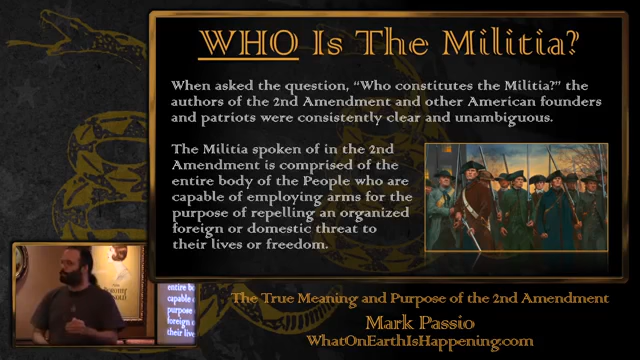 WHO Is The Militia?
When asked the question, “Who constitutes the Militia?” the
authors of the 2nd Amendment and other American founders
and patriots were consistently clear and unambiguous.
The Militia spoken of in the 2nd
Amendment is comprised of the
entire body of the People who are
capable of employing arms for the
purpose of repelling an organized
foreign or domestic threat to
their lives or freedom.
entire bo
capable o
purpose
foreign o
their live
The True Meaning and Purpose of the 2nd Amendment
Mark Passio
WhatOnEarthIsHappening.com